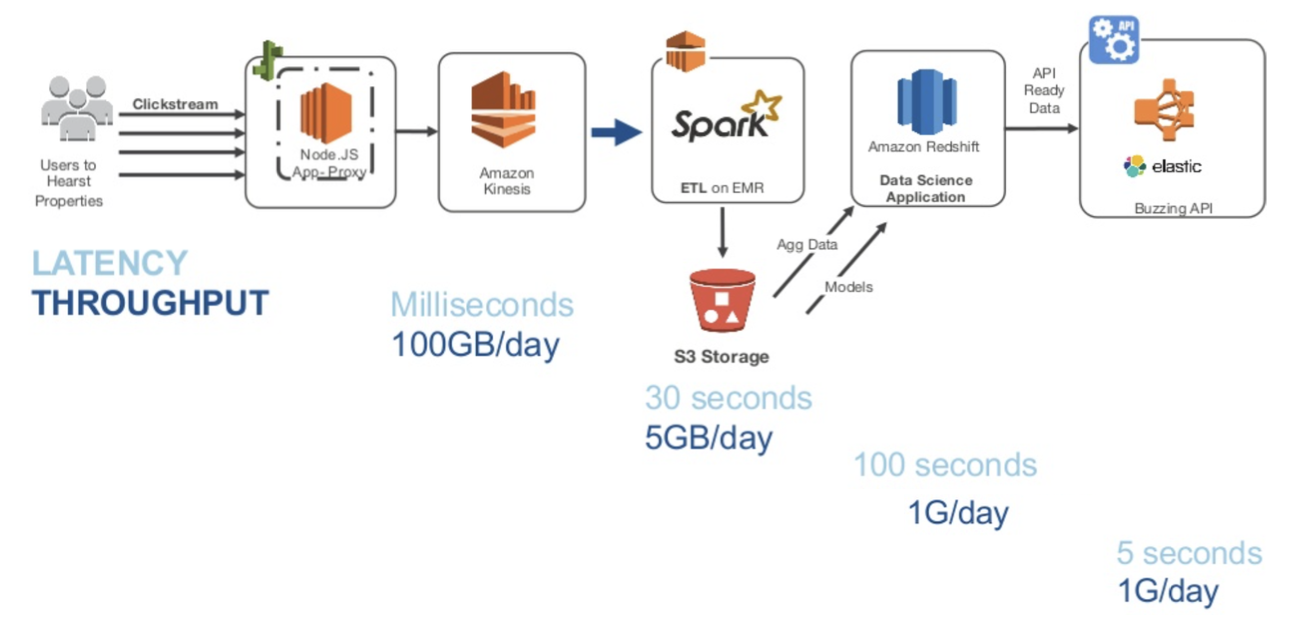 Users to
Hearst
Properties
Clickstream
Node.JS
App-Proxy
Amazon
Kinesis
Spark
ETL on EMR
S3 Storage
Agg Data
Models
Amazon Redshift
Data Science
Application
API
Ready
Data
API
elastic
Buzzing API
LATENCY
THROUGHPUT
Milliseconds
100GB/day
30 seconds
5GB/day
100 seconds
1G/day
5 seconds
1G/day